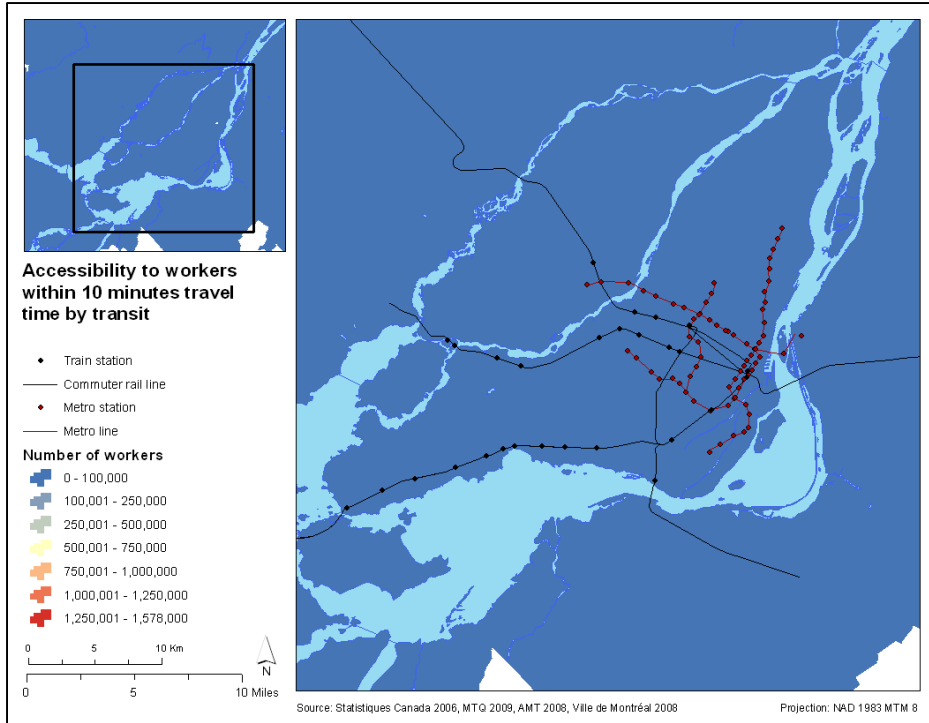 Accessibility to workers
within 10 minutes travel
time by transit
Train station
Commuter rail line
Metro station
Metro line
Number of workers
0 - 100,000
100,001 - 250,000
250,001 - 500,000
500,001 - 750,000
750,001 - 1,000,000
1,000,001 - 1,250,000
1,250,001 - 1,578,000
0 5 10 Km
N
0 5 10 Miles
Source: Statistiques Canada 2006, MTQ 2009, AMT 2008, Ville de Montréal 2008 Projection: NAD 1983 MTM 8